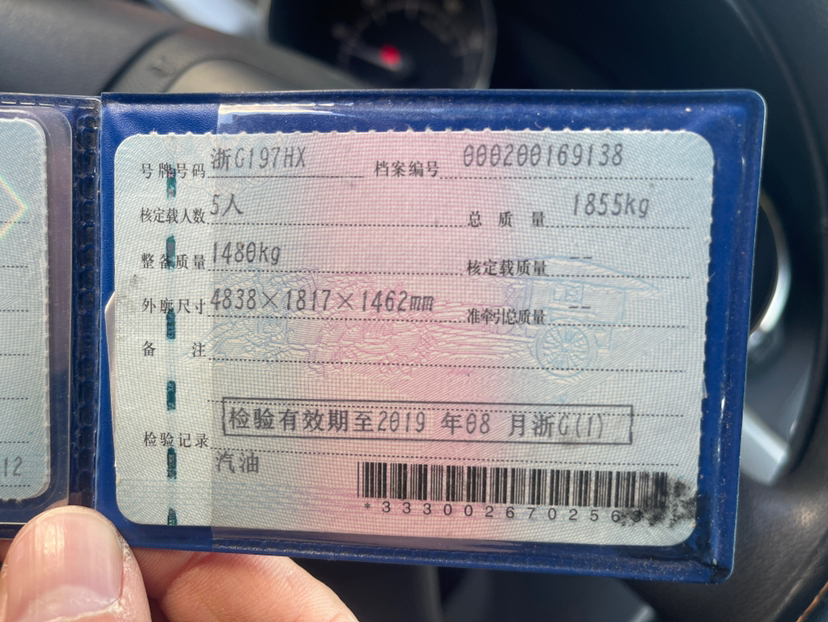 号牌号码 浙G197HX 档案编号 000200169138
核定载人数 5人 总质量 1855kg
整备质量 1480kg 核定载质量 --
外廓尺寸 4838×1817×1462mm 准牵引总质量 --
备注
检验有效期至2019 年08 月浙G(1)
检验记录
汽油
*3330026702563
12